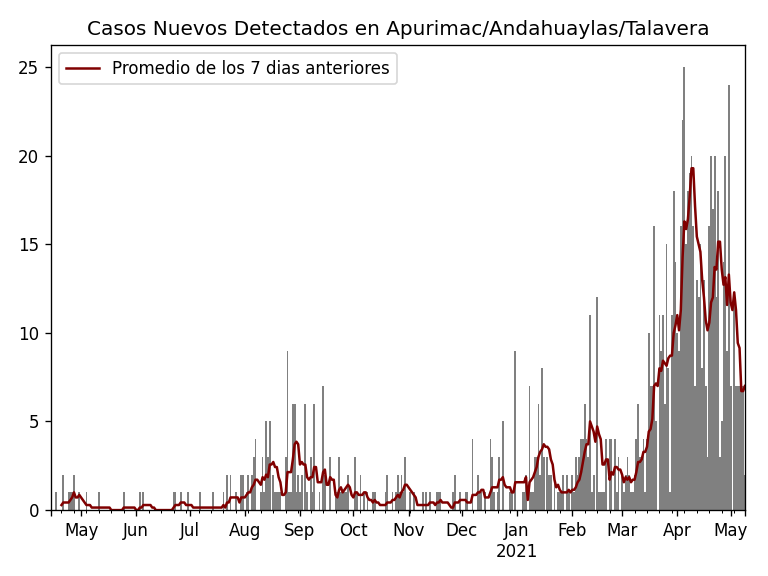 Casos Nuevos Detectados en Apurimac/Andahuaylas/Talavera
Promedio de los 7 dias anteriores
25
20
15
10
5
0
May Jun Jul Aug Sep Oct Nov Dec Jan Feb Mar Apr May
2021